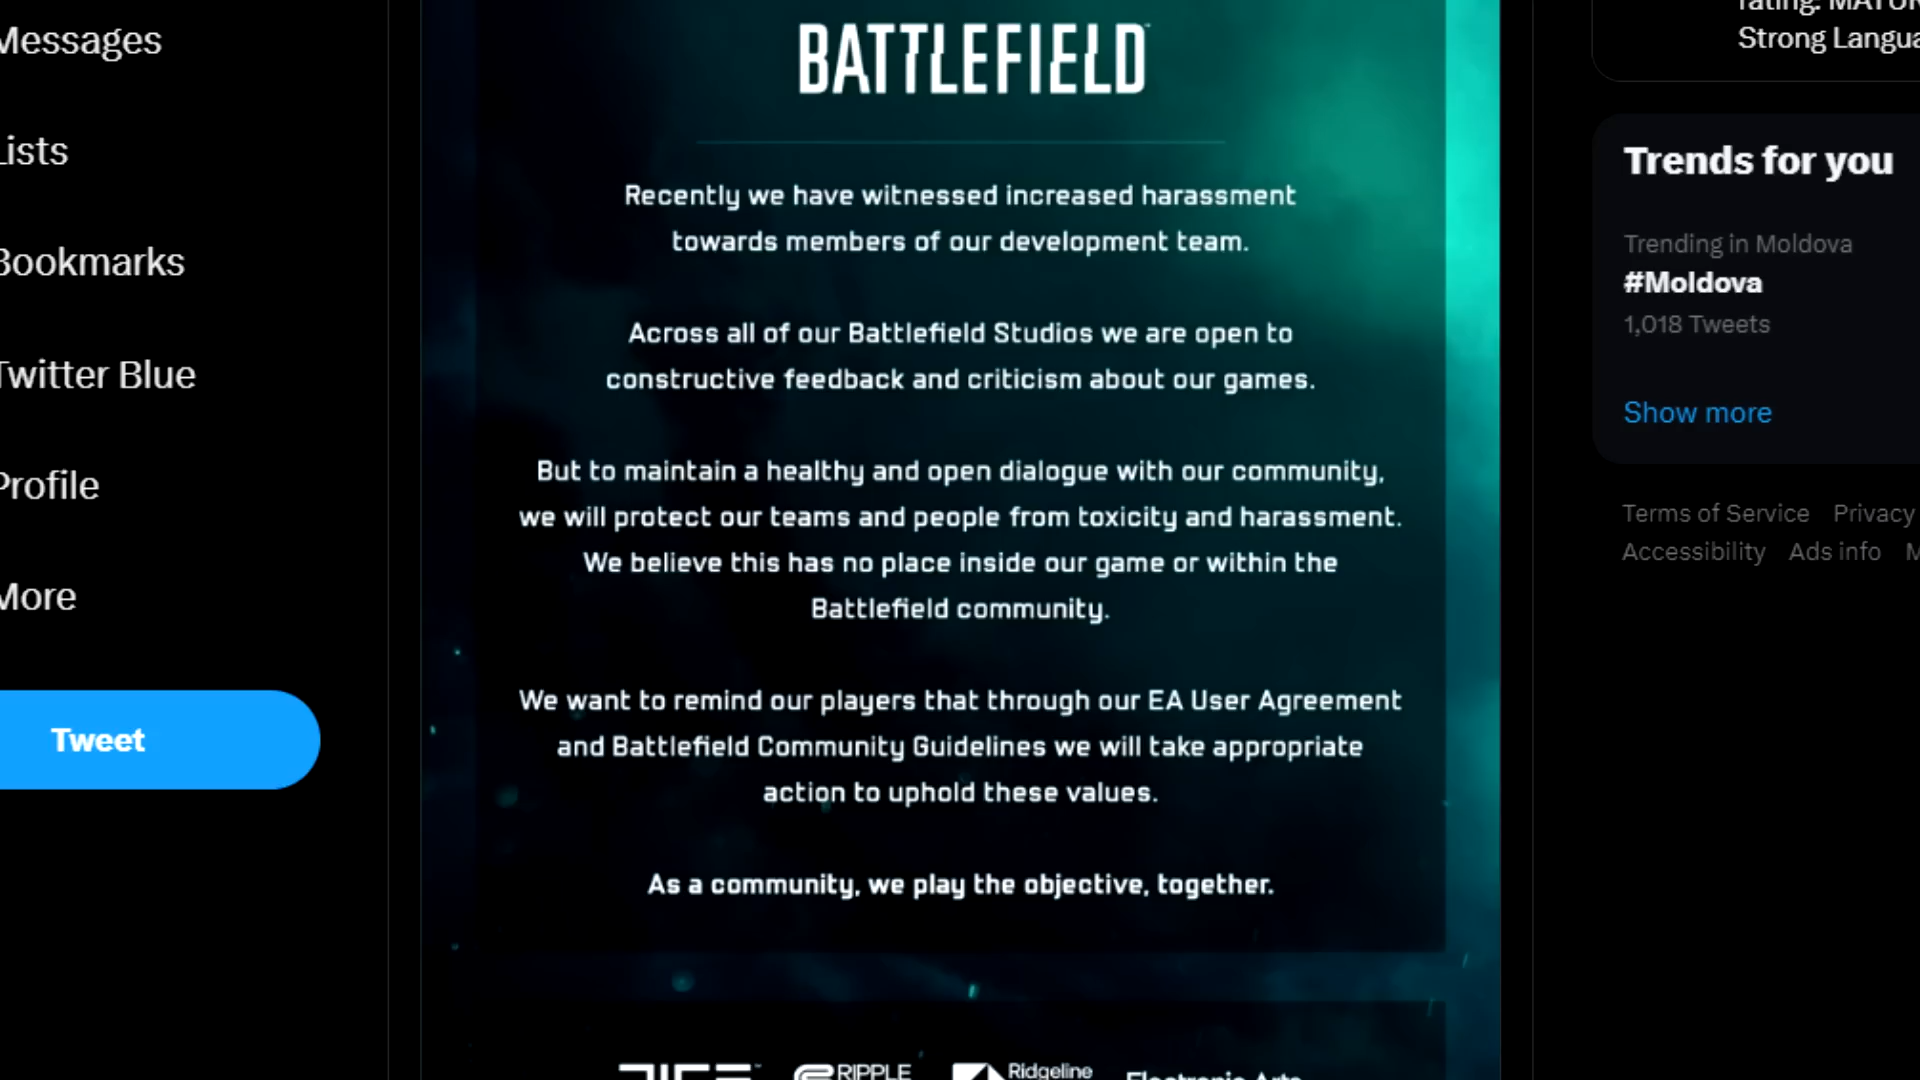 Messages
Lists
Bookmarks
Twitter Blue
Profile
More
Tweet
BATTLEFIELD
Recently we have witnessed increased harassment
towards members of our development team.
Across all of our Battlefield Studios we are open to
constructive feedback and criticism about our games.
But to maintain a healthy and open dialogue with our community,
we will protect our teams and people from toxicity and harassment.
We believe this has no place inside our game or within the
Battlefield community.
We want to remind our players that through our EA User Agreement
and Battlefield Community Guidelines we will take appropriate
action to uphold these values.
As a community, we play the objective, together.
DICE RIPPLE Ridgeline Electronic Arts
rating:
Strong
Trends for you
Trending in Moldova
#Moldova
1,018 Tweets
Show more
Terms of Service Privacy
Accessibility Ads info